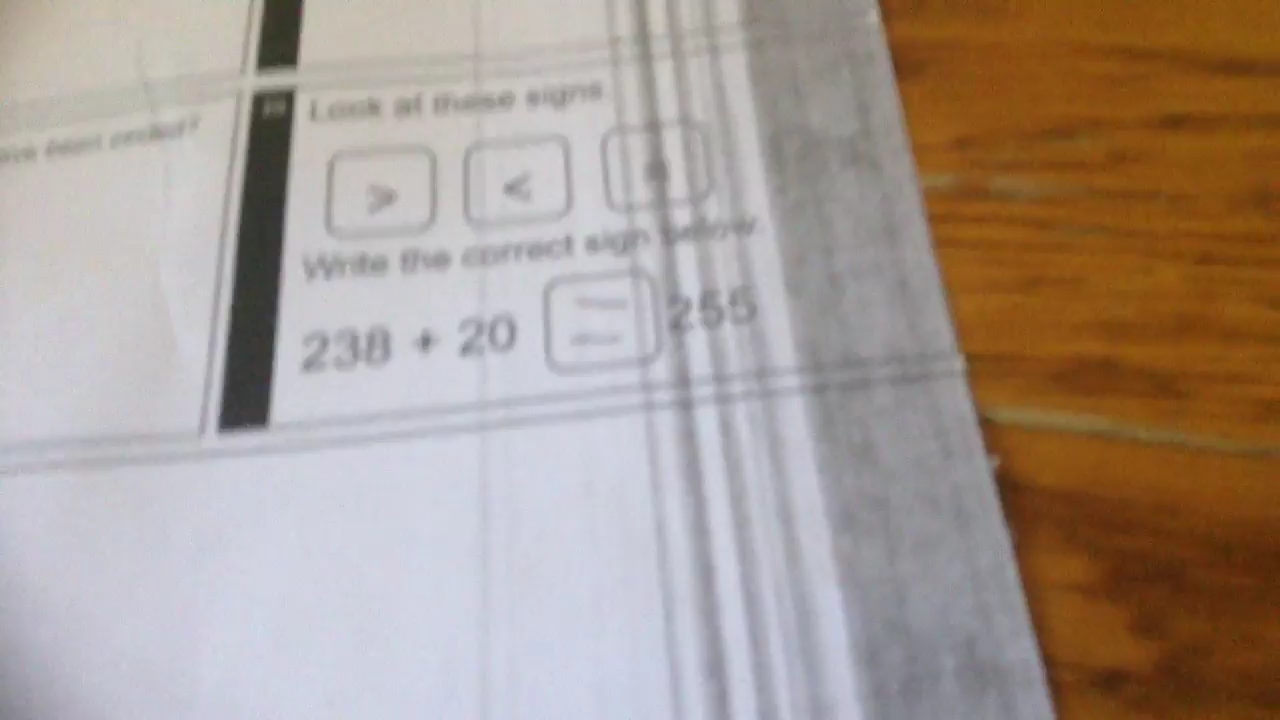 Look at these signs.
> < =
Write the correct sign below.
238 + 20 = 255